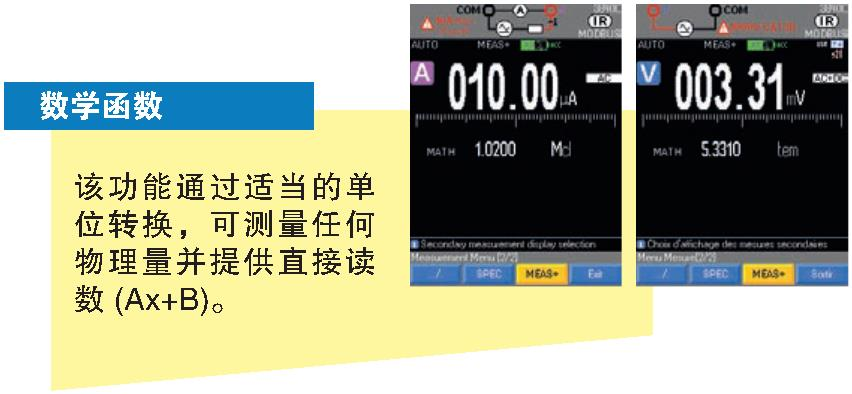 数学函数
该功能通过适当的单
位转换，可测量任何
物理量并提供直接读
数 (Ax+B)。
COM A
IR
MODBUS
AUTO MEAS+
A 010.00 µA
AC
MATH 1.0200 Mcl
Secondary measurement display selection
Measurement Menu (2/2)
./ SPEC MEAS+ Exit
COM
IR
MODBUS
AUTO MEAS+
V 003.31 mV
AC+DC
MATH 5.3310 tem
Choix d'affichage des mesures secondaires
Menu Mesure(2/2)
./ SPEC MEAS+ Sortir